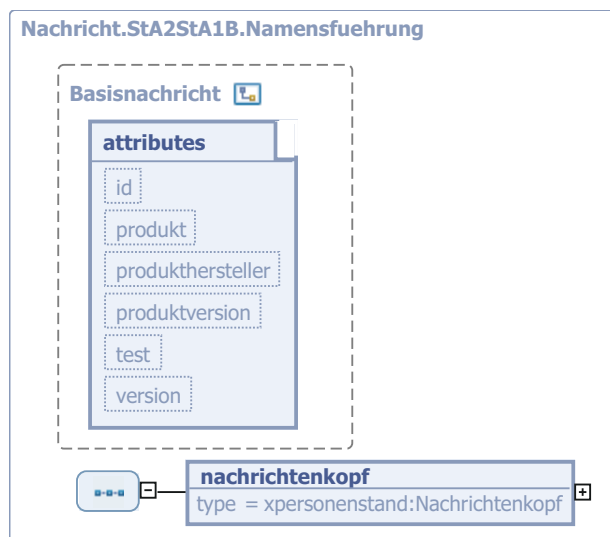 Nachricht.StA2StA1B.Namensfuehrung
Basisnachricht
attributes
id
produkt
produkthersteller
produktversion
test
version
nachrichtenkopf
type = xpersonenstand:Nachrichtenkopf